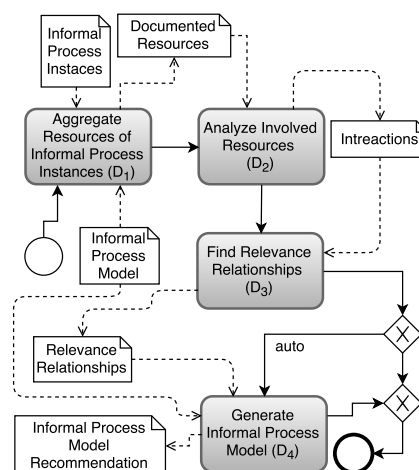 Informal
Process
Instaces
Documented
Resources
Aggregate
Resources of
Informal Process
Instances (D1)
Analyze Involved
Resources
(D2)
Intreactions
Informal
Process
Model
Find Relevance
Relationships
(D3)
X
auto
Relevance
Relationships
X
Generate
Informal Process
Model (D4)
Informal Process
Model
Recommendation